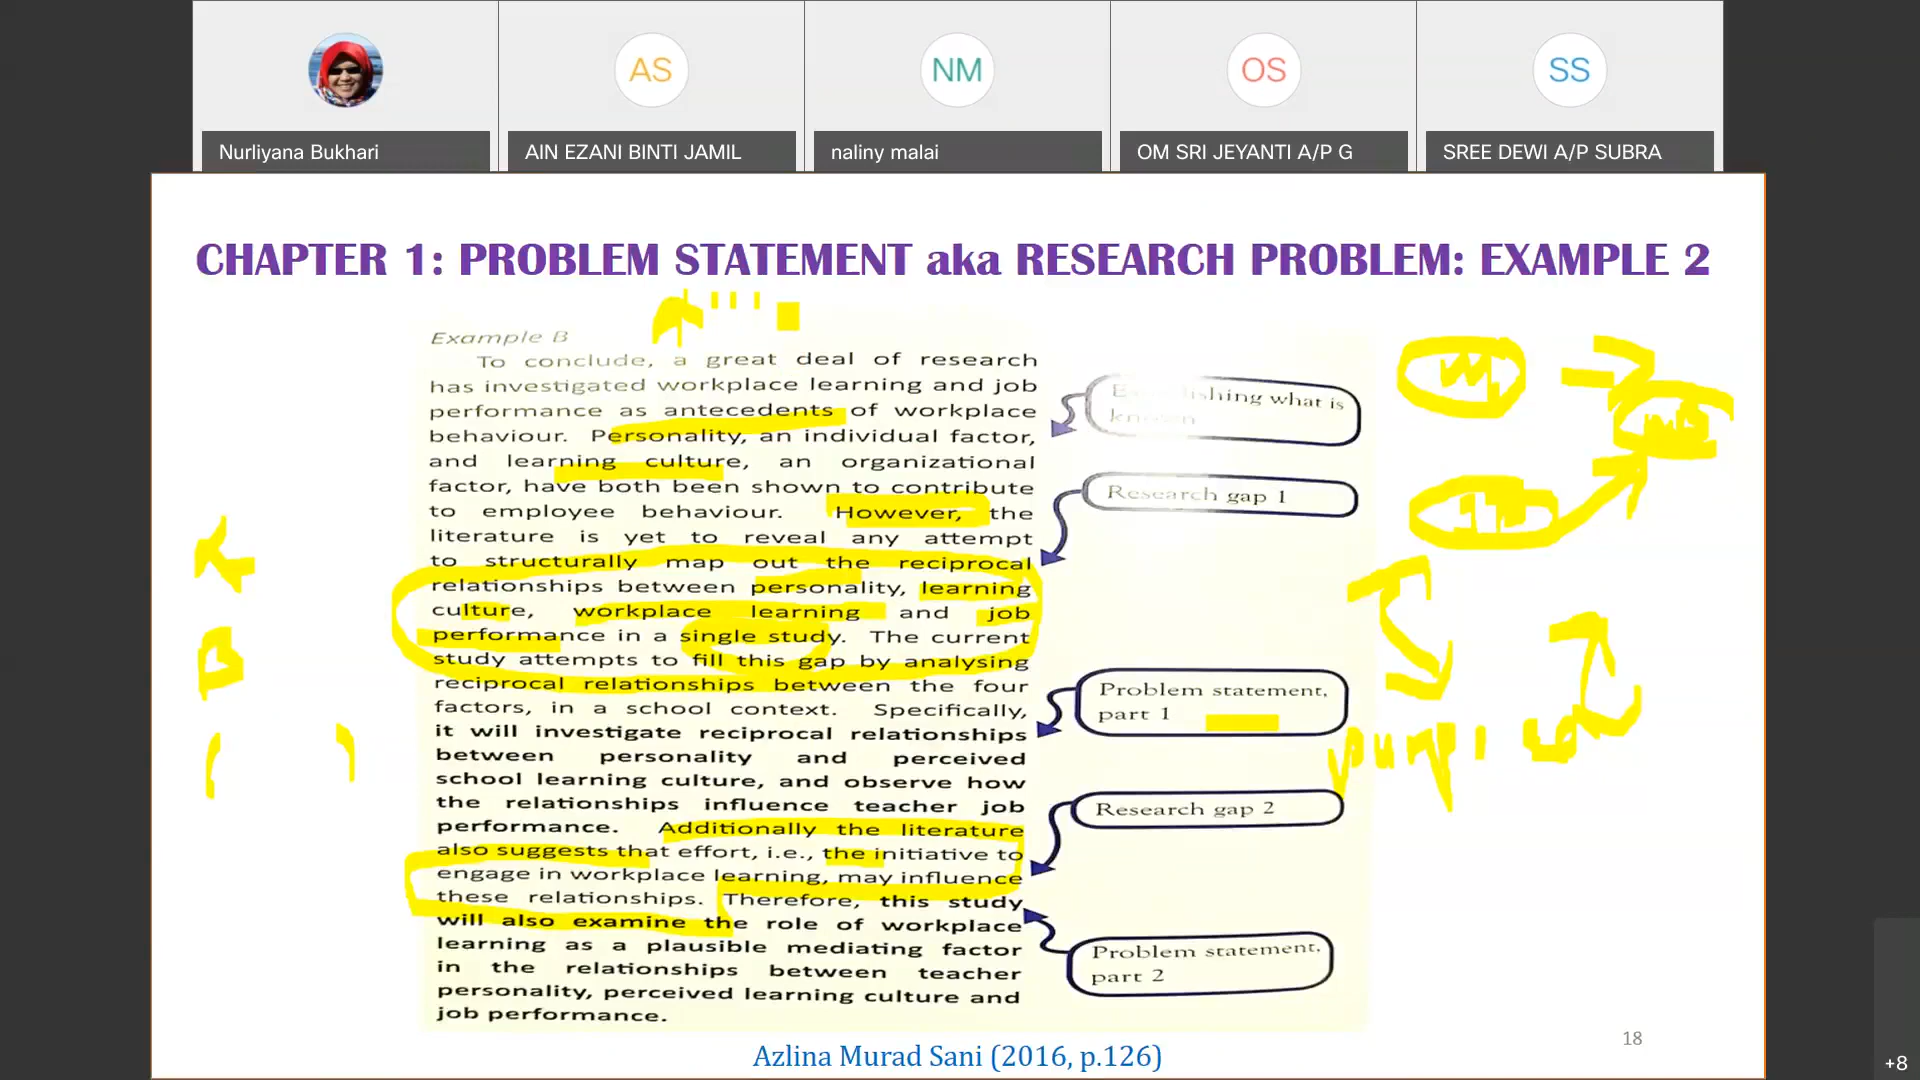 AS
NM
OS
SS
Nurliyana Bukhari
AIN EZANI BINTI JAMIL
naliny malai
OM SRI JEYANTI A/P G
SREE DEWI A/P SUBRA
CHAPTER 1: PROBLEM STATEMENT aka RESEARCH PROBLEM: EXAMPLE 2
Example B
To conclude, a great deal of research
has investigated workplace learning and job
performance as antecedents of workplace
behaviour. Personality, an individual factor,
and learning culture, an organizational
factor, have both been shown to contribute
to employee behaviour. However, the
literature is yet to reveal any attempt
to structurally map out the reciprocal
relationships between personality, learning
culture, workplace learning and job
performance in a single study. The current
study attempts to fill this gap by analysing
reciprocal relationships between the four
factors, in a school context. Specifically,
it will investigate reciprocal relationships
between personality and perceived
school learning culture, and observe how
the relationships influence teacher job
performance. Additionally the literature
also suggests that effort, i.e., the initiative to
engage in workplace learning, may influence
these relationships. Therefore, this study
will also examine the role of workplace
learning as a plausible mediating factor
in the relationships between teacher
personality, perceived learning culture and
job performance.
Establishing what is
known
Research gap 1
Problem statement,
part 1
Research gap 2
Problem statement,
part 2
Azlina Murad Sani (2016, p.126)
18
+8